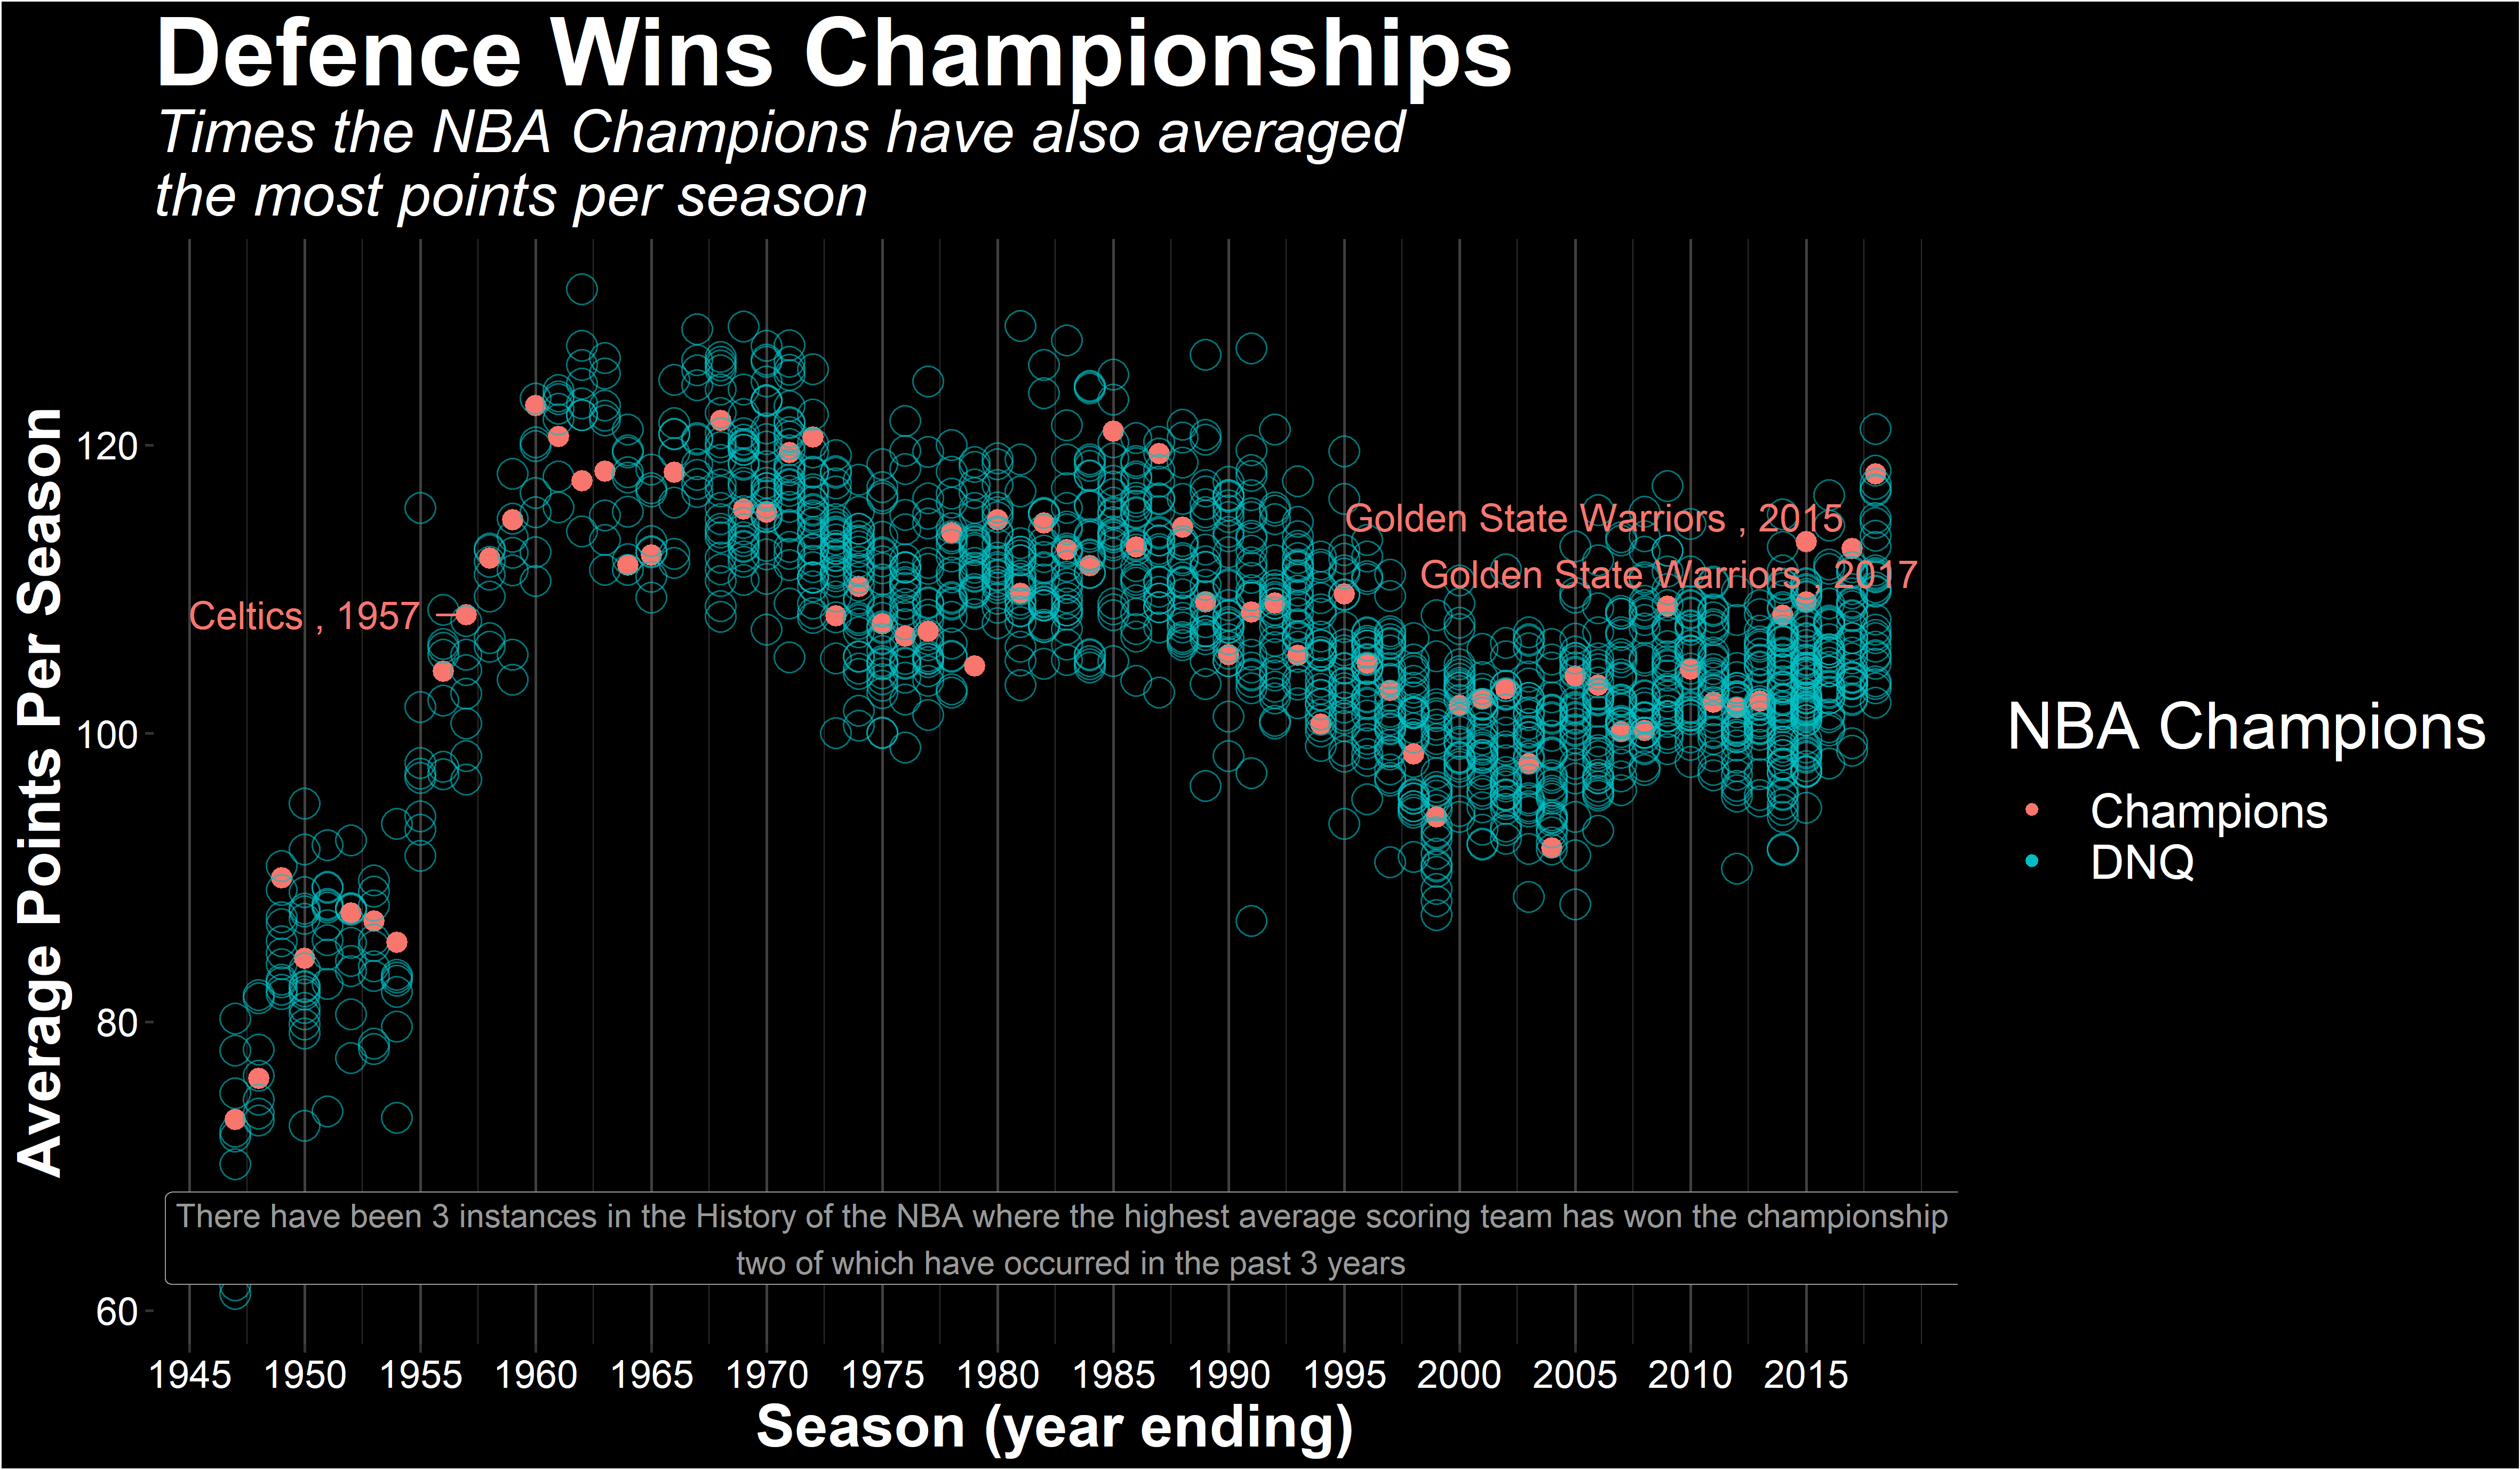 Defence Wins Championships
Times the NBA Champions have also averaged
the most points per season
Average Points Per Season
120
100
80
60
Golden State Warriors , 2015
Golden State Warriors , 2017
Celtics , 1957
NBA Champions
Champions
DNQ
There have been 3 instances in the History of the NBA where the highest average scoring team has won the championship
two of which have occurred in the past 3 years
1945 1950 1955 1960 1965 1970 1975 1980 1985 1990 1995 2000 2005 2010 2015
Season (year ending)